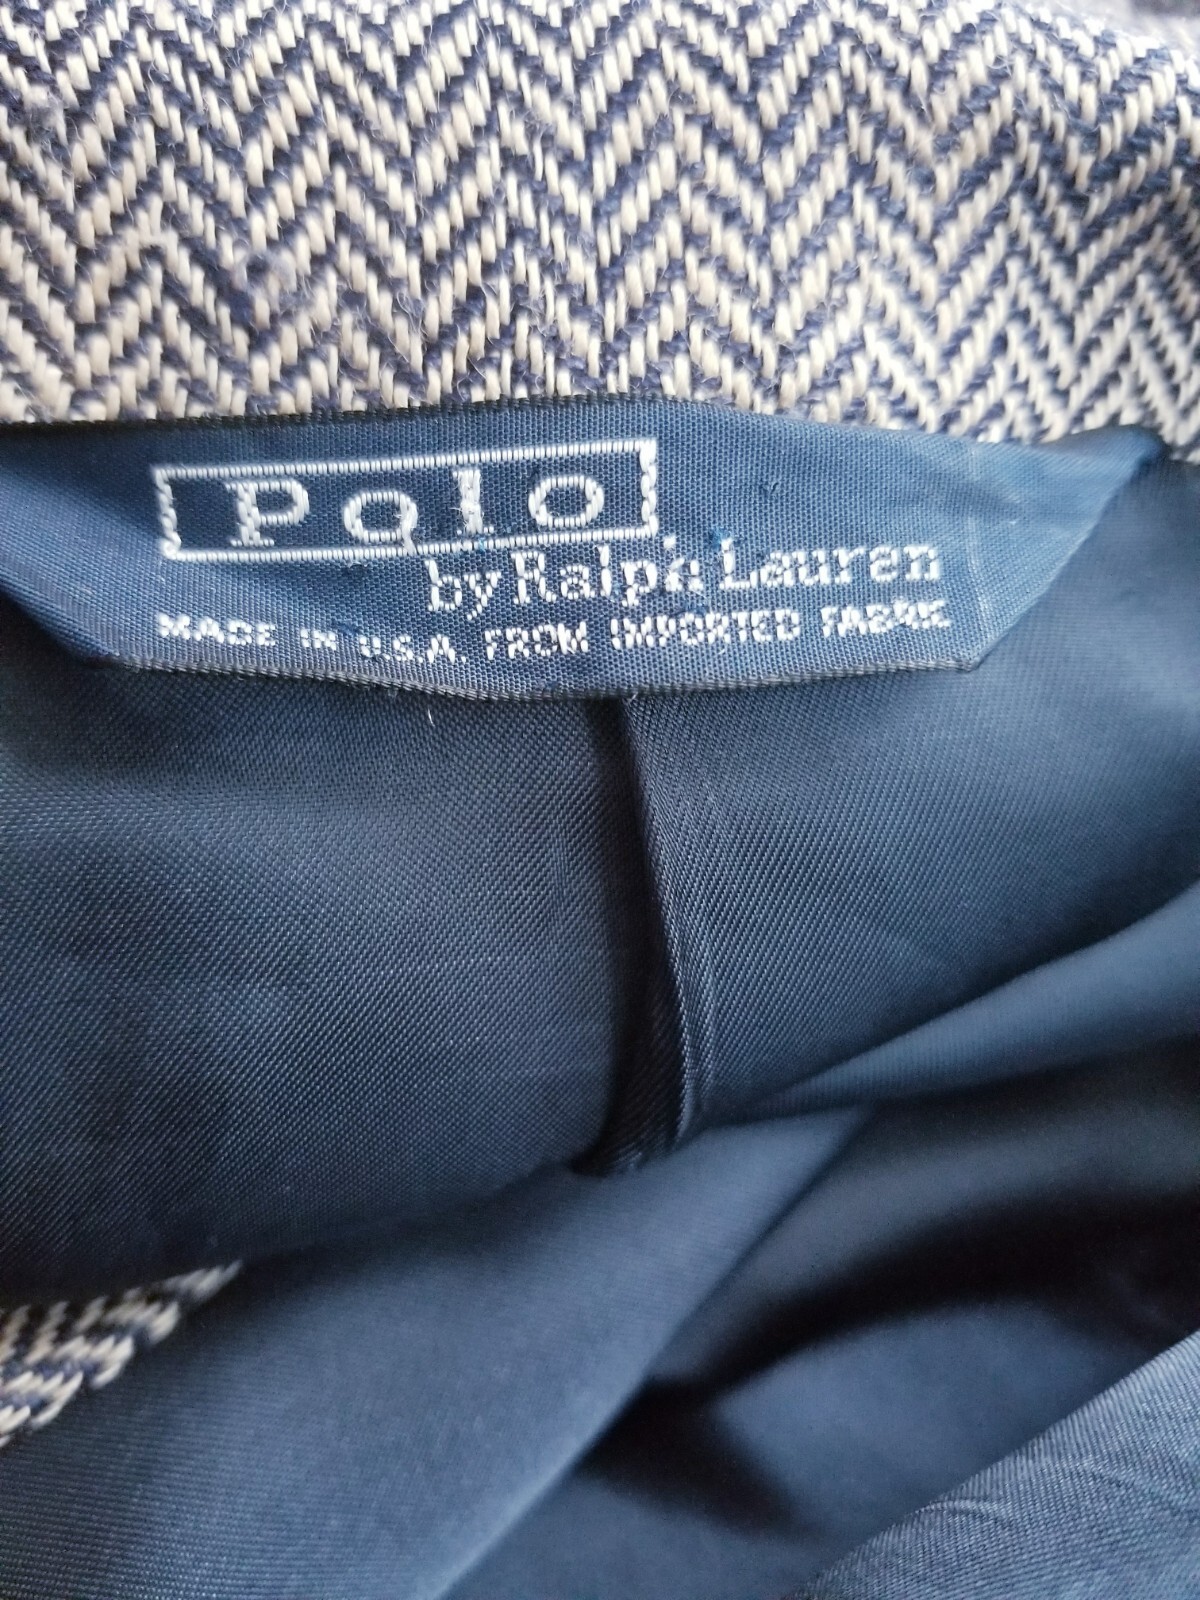 Polo
by Ralph Lauren
MADE IN U.S.A. FROM IMPORTED FABRIC